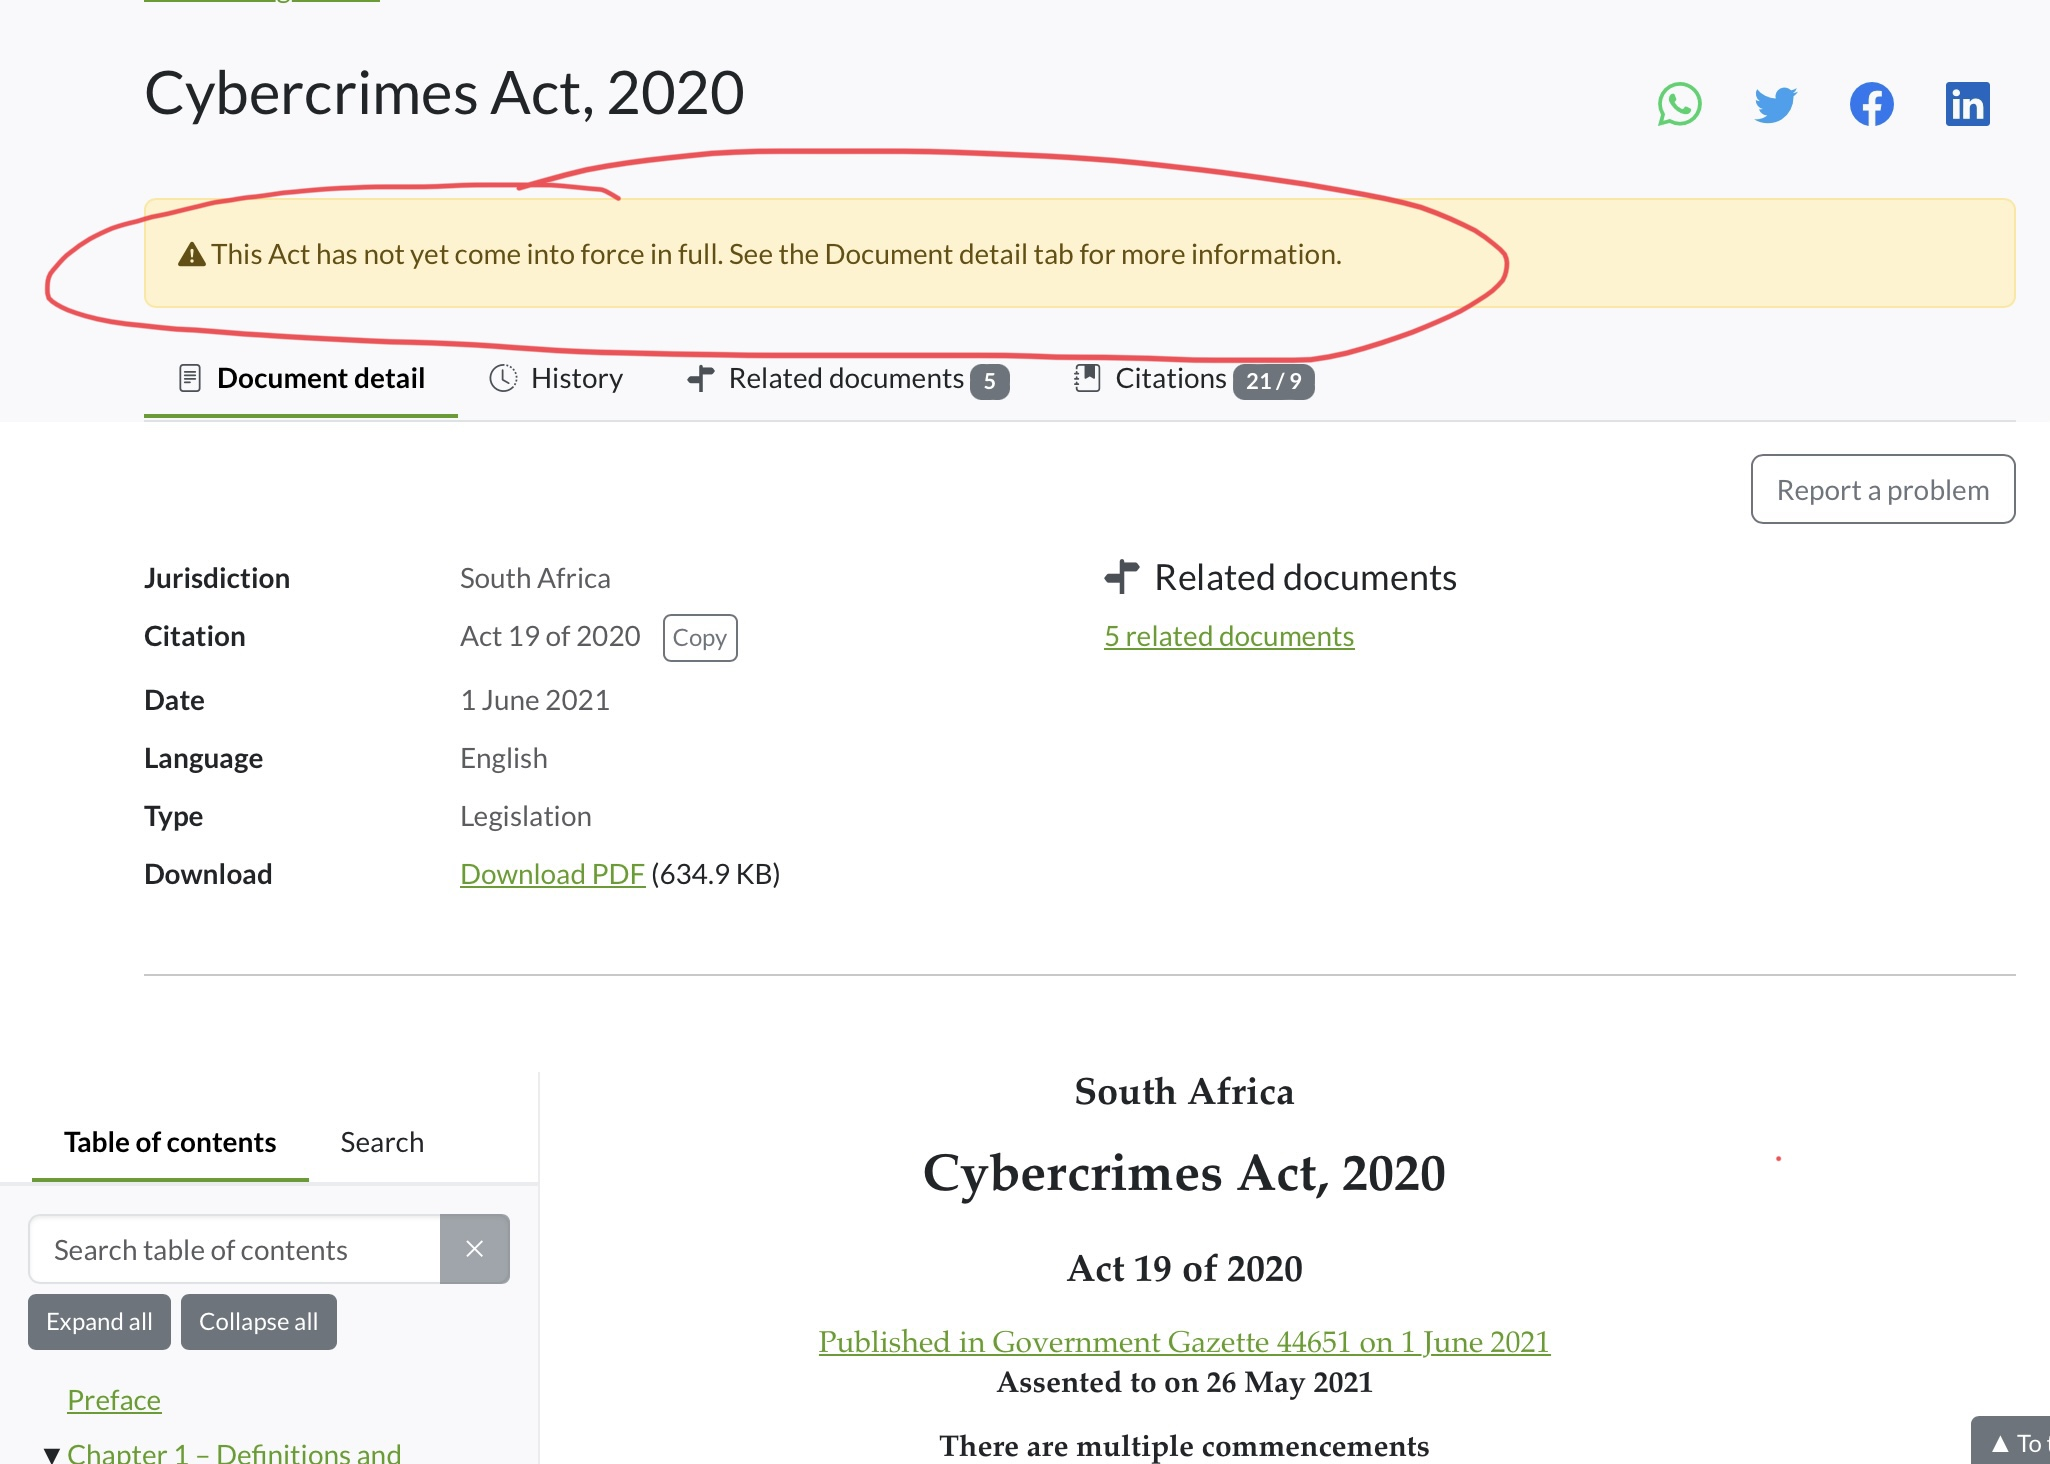 Cybercrimes Act, 2020
This Act has not yet come into force in full. See the Document detail tab for more information.
Document detail
History
Related documents 5
Citations 21 / 9
Report a problem
Jurisdiction South Africa
Citation Act 19 of 2020 Copy
Date 1 June 2021
Language English
Type Legislation
Download Download PDF (634.9 KB)
Related documents
5 related documents
Table of contents Search
Search table of contents
Expand all Collapse all
Preface
Chapter 1 – Definitions and
South Africa
Cybercrimes Act, 2020
Act 19 of 2020
Published in Government Gazette 44651 on 1 June 2021
Assented to on 26 May 2021
There are multiple commencements
To